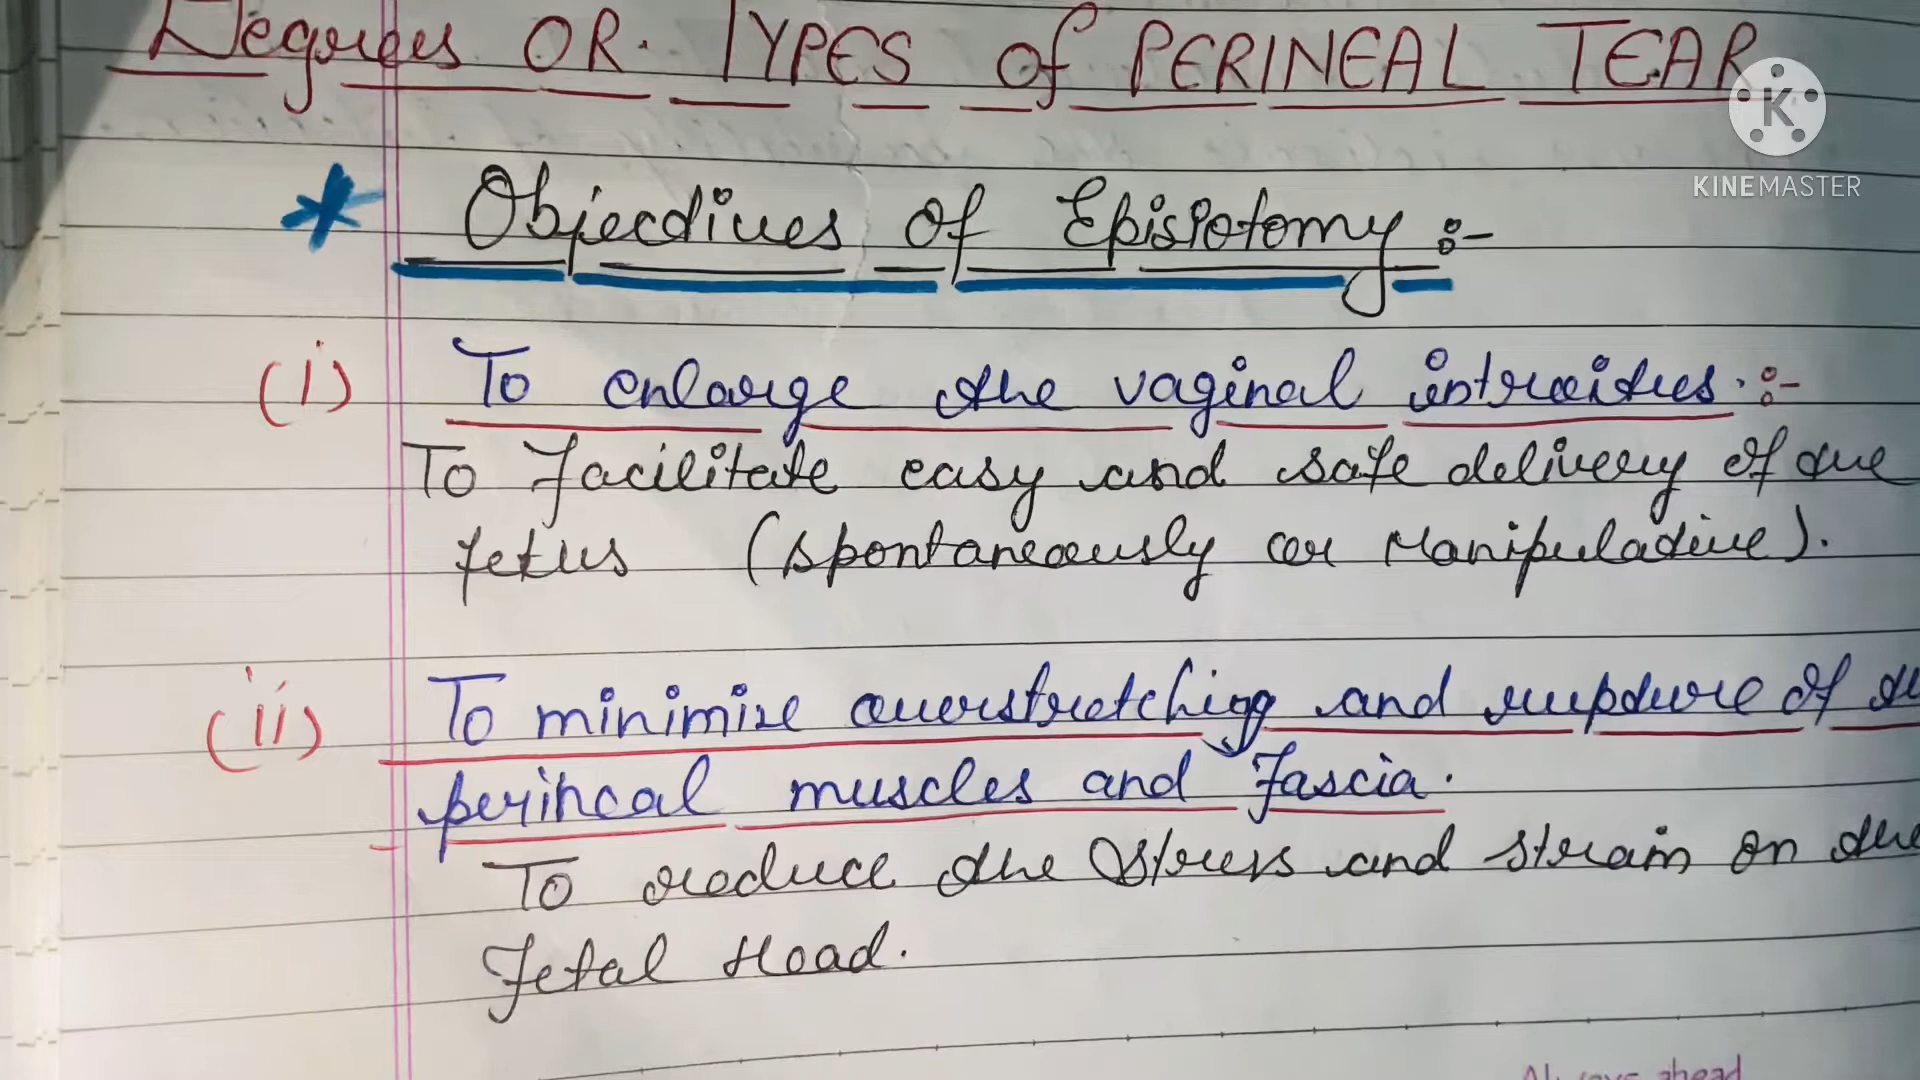 Degrees OR. TYPES of PERINEAL TEAR
K
KINEMASTER
* Objectives of Episiotomy :-
(i) To enlarge the vaginal introitus. :-
To facilitate easy and safe delivery of the
fetus (spontaneously or Manipulative).
(ii) To minimize overstretching and rupture of
perineal muscles and fascia.
To reduce the stress and strain on the
Fetal Head.
Always ahead